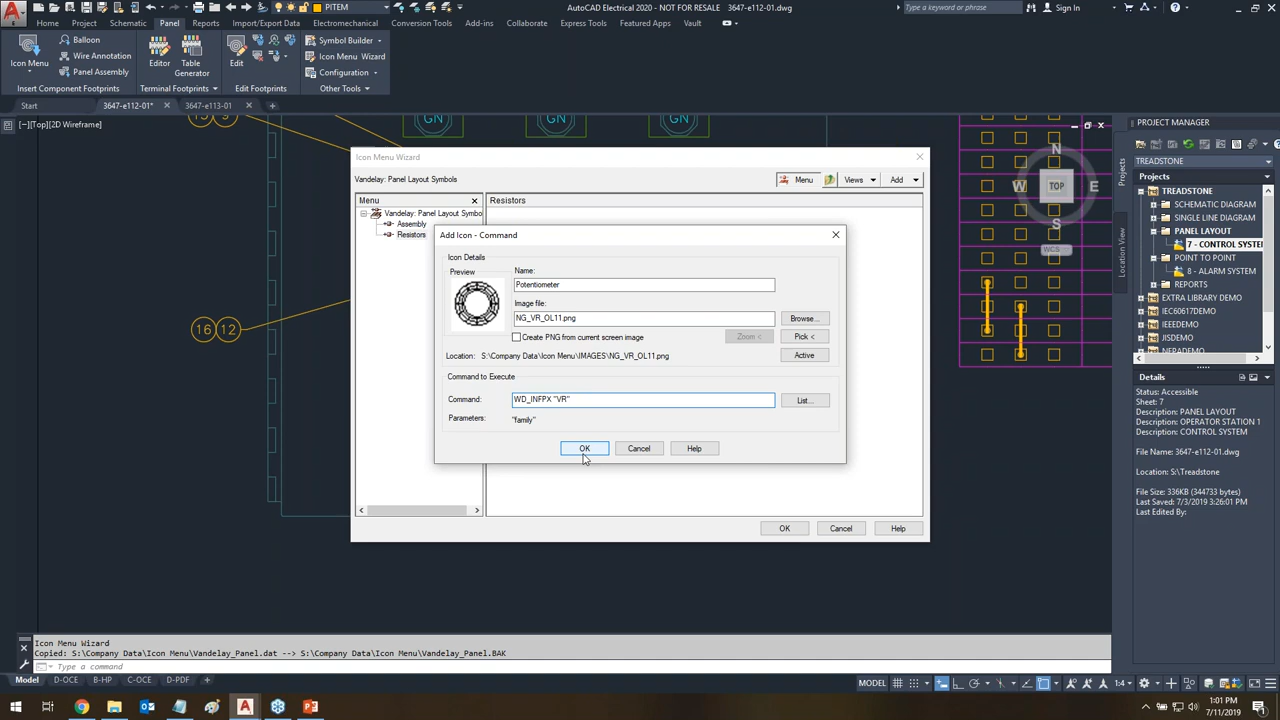 PITEM
AutoCAD Electrical 2020 - NOT FOR RESALE 3647-e112-01.dwg
Type a keyword or phrase
Sign In
Home Project Schematic Panel Reports Import/Export Data Electromechanical Conversion Tools Add-ins Express Tools Featured Apps Vault
Icon Menu
Balloon
Wire Annotation
Panel Assembly
Editor
Table
Generator
Edit
Symbol Builder
Icon Menu Wizard
Configuration
Insert Component Footprints
Terminal Footprints
Edit Footprints
Other Tools
Start 3647-e112-01* 3647-e113-01
[−][Top][2D Wireframe]
GN GN GN
16 12
N
W TOP E
S
WCS
PROJECT MANAGER
TREADSTONE
Projects
Projects
Location View
TREADSTONE
SCHEMATIC DIAGRAM
SINGLE LINE DIAGRAM
PANEL LAYOUT
7 - CONTROL SYSTE
POINT TO POINT
8 - ALARM SYSTEM
REPORTS
EXTRA LIBRARY DEMO
IEC60617DEMO
IEEEDEMO
JISDEMO
NFPADEMO
Details
Status: Accessible
Sheet: 7
Description: PANEL LAYOUT
Description: OPERATOR STATION 1
Description: CONTROL SYSTEM
File Name: 3647-e112-01.dwg
Location: S:\Treadstone
File Size: 336KB (344733 bytes)
Last Saved: 7/3/2019 3:26:01 PM
Last Edited By:
Icon Menu Wizard
Vandelay: Panel Layout Symbols
Menu Views Add
Menu
Resistors
Vandelay: Panel Layout Symbo
Assembly
Resistors
Add Icon - Command
Icon Details
Preview
Name:
Potentiometer
Image file:
NG_VR_OL11.png
Browse...
Create PNG from current screen image
Zoom <
Pick <
Location: S:\Company Data\Icon Menu\IMAGES\NG_VR_OL11.png
Active
Command to Execute
Command: WD_INFPX "VR"
List...
Parameters: "family"
OK Cancel Help
OK Cancel Help
Icon Menu Wizard
Copied: S:\Company Data\Icon Menu\Vandelay_Panel.dat --> S:\Company Data\Icon Menu\Vandelay_Panel.BAK
Type a command
Model D-OCE B-HP C-OCE D-PDF
MODEL
1:4
1:01 PM
7/11/2019